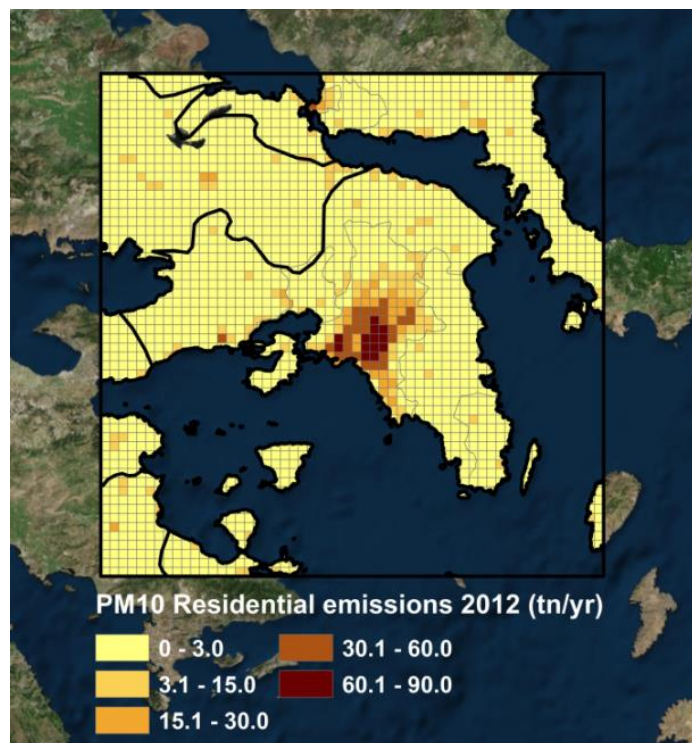 PM10 Residential emissions 2012 (tn/yr)
0 - 3.0
3.1 - 15.0
15.1 - 30.0
30.1 - 60.0
60.1 - 90.0